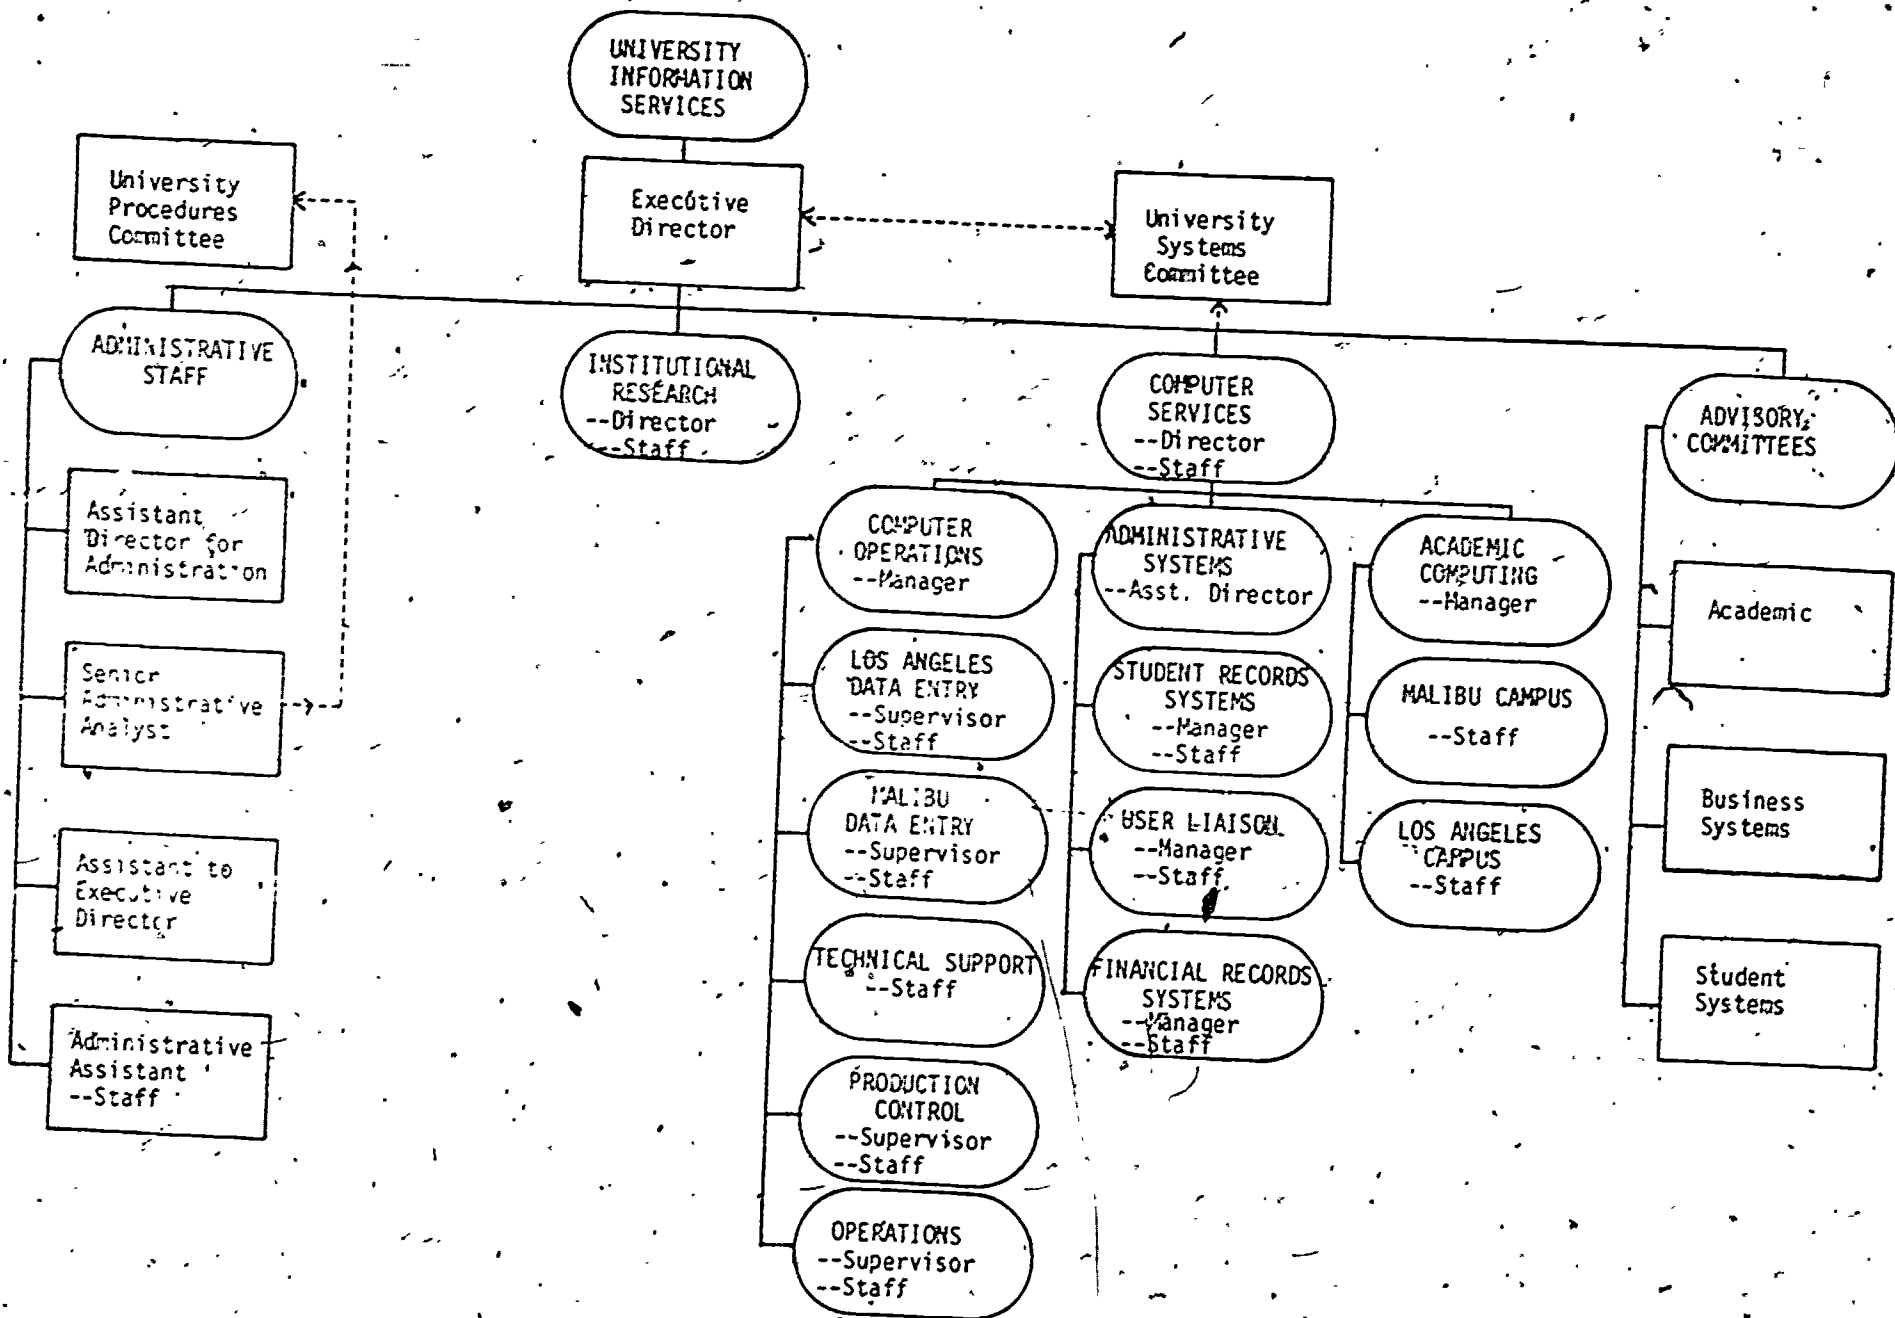 UNIVERSITY
INFORMATION
SERVICES
University
Procedures
Committee
Executive
Director
University
Systems
Committee
ADMINISTRATIVE
STAFF
INSTITUTIONAL
RESEARCH
--Director
--Staff
COMPUTER
SERVICES
--Director
--Staff
ADVISORY
COMMITTEES
Assistant
Director for
Administration
Senior
Administrative
Analyst
Assistant to
Executive
Director
Administrative
Assistant
--Staff
COMPUTER
OPERATIONS
--Manager
LOS ANGELES
DATA ENTRY
--Supervisor
--Staff
MALIBU
DATA ENTRY
--Supervisor
--Staff
TECHNICAL SUPPORT
--Staff
PRODUCTION
CONTROL
--Supervisor
--Staff
OPERATIONS
--Supervisor
--Staff
ADMINISTRATIVE
SYSTEMS
--Asst. Director
STUDENT RECORDS
SYSTEMS
--Manager
--Staff
USER LIAISON
--Manager
--Staff
FINANCIAL RECORDS
SYSTEMS
--Manager
--Staff
ACADEMIC
COMPUTING
--Manager
MALIBU CAMPUS
--Staff
LOS ANGELES
CAMPUS
--Staff
Academic
Business
Systems
Student
Systems